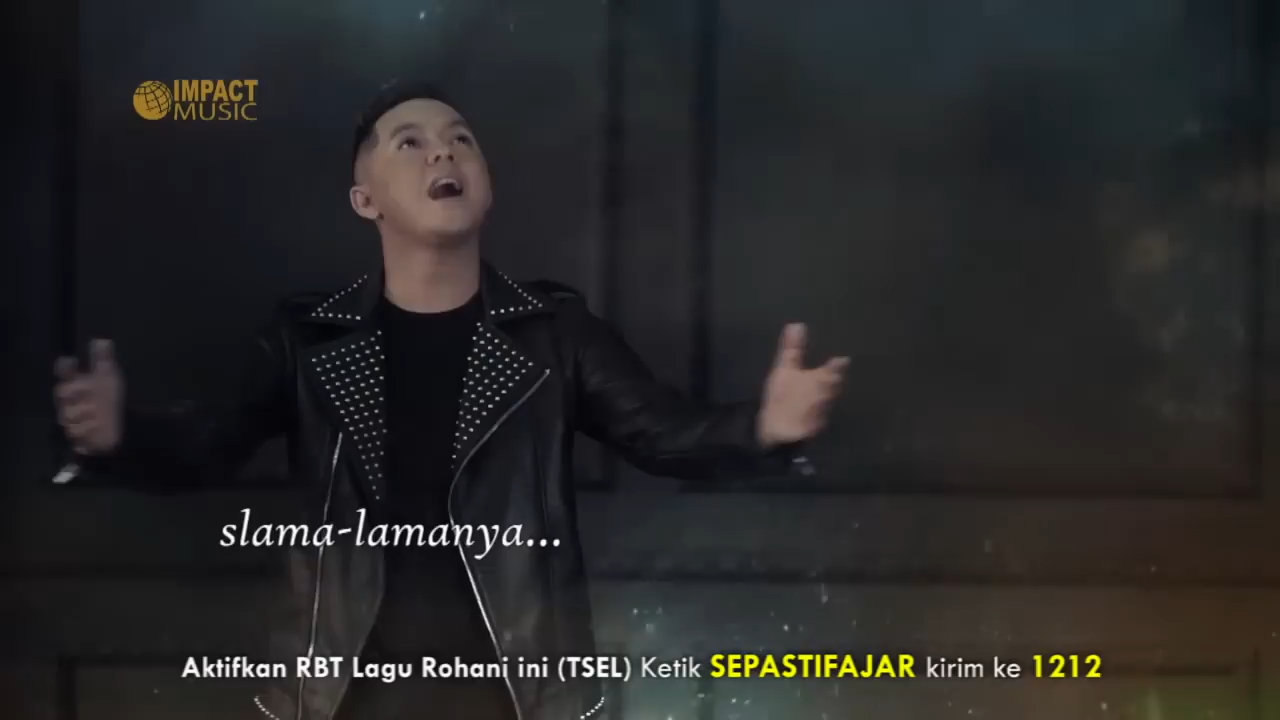 IMPACT
MUSIC
slama-lamanya...
Aktifkan RBT Lagu Rohani ini (TSEL) Ketik SEPASTIFAJAR kirim ke 1212